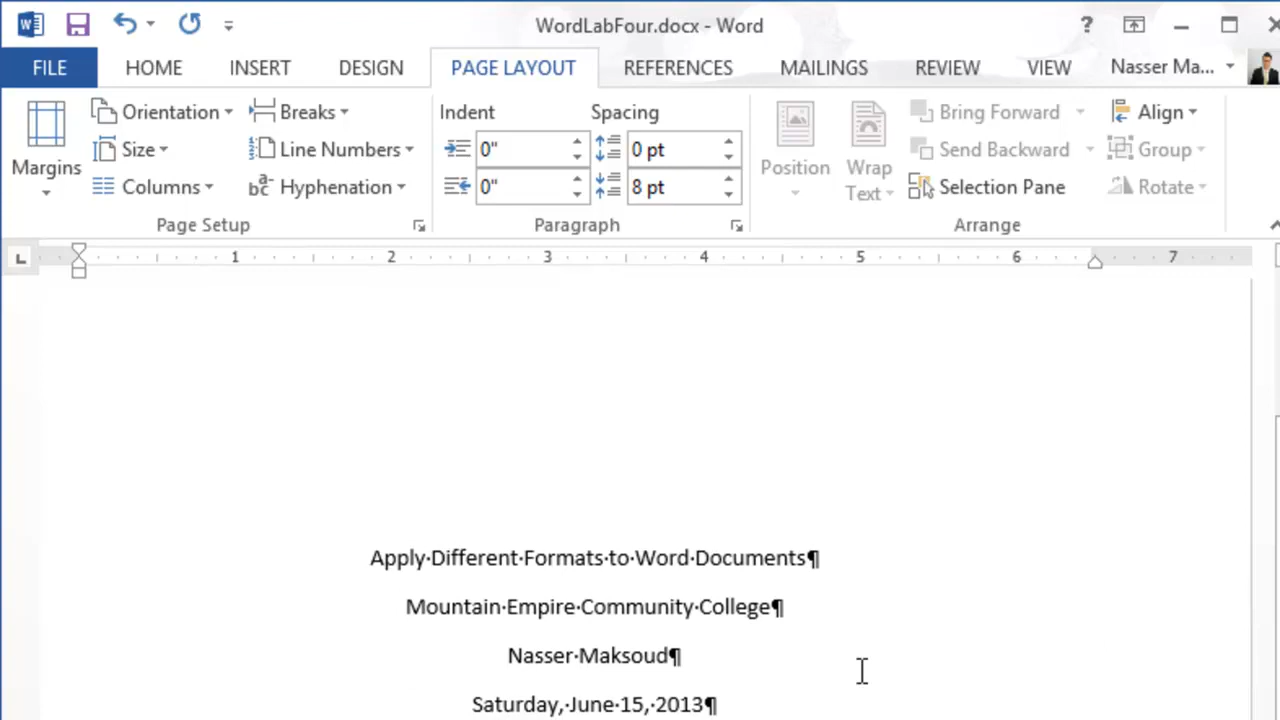 WordLabFour.docx - Word
?
FILE HOME INSERT DESIGN PAGE LAYOUT REFERENCES MAILINGS REVIEW VIEW Nasser Ma...
Orientation Breaks Indent Spacing Bring Forward Align
Margins Size Line Numbers 0" 0 pt Position Wrap Text Send Backward Group
Columns Hyphenation 0" 8 pt Selection Pane Rotate
Page Setup Paragraph Arrange
1 2 3 4 5 6 7
Apply·Different·Formats·to·Word·Documents¶
Mountain·Empire·Community·College¶
Nasser·Maksoud¶
Saturday,·June·15,·2013¶